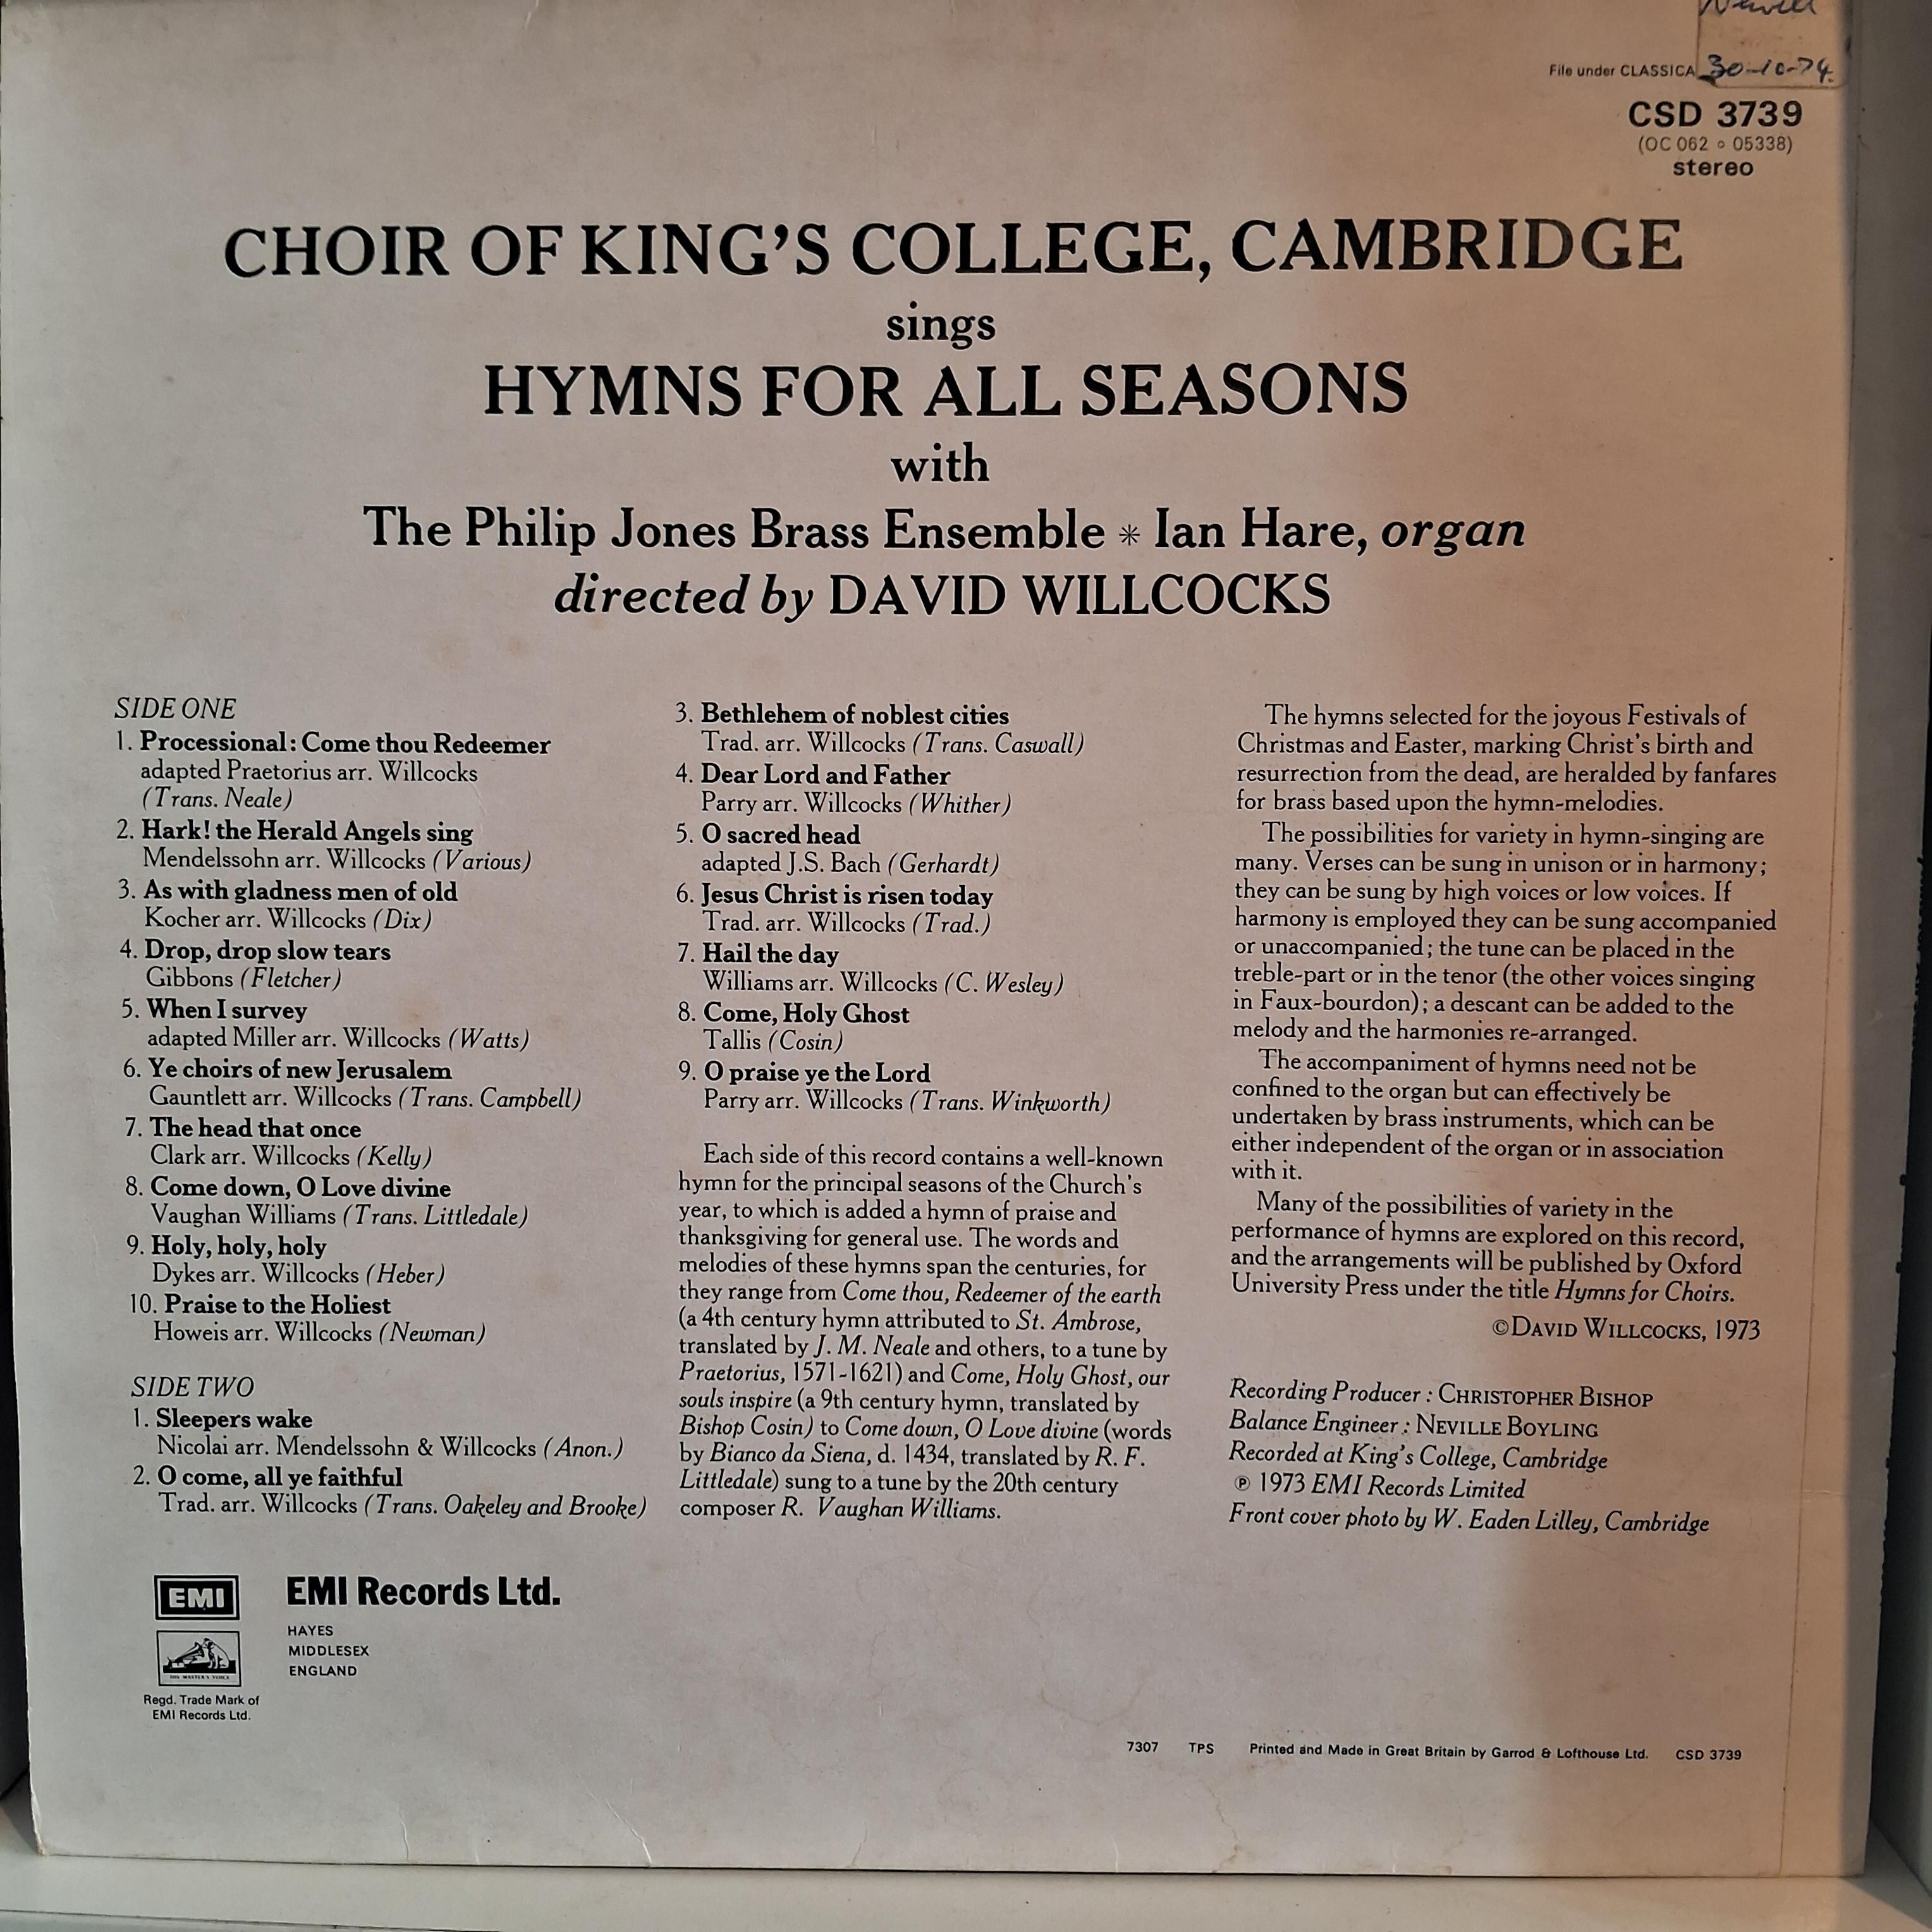 Newell
File under CLASSICA
30-10-74.
CSD 3739
(OC 062 ○ 05338)
stereo
CHOIR OF KING'S COLLEGE, CAMBRIDGE
sings
HYMNS FOR ALL SEASONS
with
The Philip Jones Brass Ensemble * Ian Hare, organ
directed by DAVID WILLCOCKS
SIDE ONE
1. Processional: Come thou Redeemer
adapted Praetorius arr. Willcocks
(Trans. Neale)
2. Hark! the Herald Angels sing
Mendelssohn arr. Willcocks (Various)
3. As with gladness men of old
Kocher arr. Willcocks (Dix)
4. Drop, drop slow tears
Gibbons (Fletcher)
5. When I survey
adapted Miller arr. Willcocks (Watts)
6. Ye choirs of new Jerusalem
Gauntlett arr. Willcocks (Trans. Campbell)
7. The head that once
Clark arr. Willcocks (Kelly)
8. Come down, O Love divine
Vaughan Williams (Trans. Littledale)
9. Holy, holy, holy
Dykes arr. Willcocks (Heber)
10. Praise to the Holiest
Howeis arr. Willcocks (Newman)
SIDE TWO
1. Sleepers wake
Nicolai arr. Mendelssohn & Willcocks (Anon.)
2. O come, all ye faithful
Trad. arr. Willcocks (Trans. Oakeley and Brooke)
3. Bethlehem of noblest cities
Trad. arr. Willcocks (Trans. Caswall)
4. Dear Lord and Father
Parry arr. Willcocks (Whither)
5. O sacred head
adapted J.S. Bach (Gerhardt)
6. Jesus Christ is risen today
Trad. arr. Willcocks (Trad.)
7. Hail the day
Williams arr. Willcocks (C. Wesley)
8. Come, Holy Ghost
Tallis (Cosin)
9. O praise ye the Lord
Parry arr. Willcocks (Trans. Winkworth)
Each side of this record contains a well-known
hymn for the principal seasons of the Church's
year, to which is added a hymn of praise and
thanksgiving for general use. The words and
melodies of these hymns span the centuries, for
they range from Come thou, Redeemer of the earth
(a 4th century hymn attributed to St. Ambrose,
translated by J. M. Neale and others, to a tune by
Praetorius, 1571-1621) and Come, Holy Ghost, our
souls inspire (a 9th century hymn, translated by
Bishop Cosin) to Come down, O Love divine (words
by Bianco da Siena, d. 1434, translated by R. F.
Littledale) sung to a tune by the 20th century
composer R. Vaughan Williams.
The hymns selected for the joyous Festivals of
Christmas and Easter, marking Christ's birth and
resurrection from the dead, are heralded by fanfares
for brass based upon the hymn-melodies.
The possibilities for variety in hymn-singing are
many. Verses can be sung in unison or in harmony;
they can be sung by high voices or low voices. If
harmony is employed they can be sung accompanied
or unaccompanied; the tune can be placed in the
treble-part or in the tenor (the other voices singing
in Faux-bourdon); a descant can be added to the
melody and the harmonies re-arranged.
The accompaniment of hymns need not be
confined to the organ but can effectively be
undertaken by brass instruments, which can be
either independent of the organ or in association
with it.
Many of the possibilities of variety in the
performance of hymns are explored on this record,
and the arrangements will be published by Oxford
University Press under the title Hymns for Choirs.
©DAVID WILLCOCKS, 1973
Recording Producer : CHRISTOPHER BISHOP
Balance Engineer : NEVILLE BOYLING
Recorded at King's College, Cambridge
℗ 1973 EMI Records Limited
Front cover photo by W. Eaden Lilley, Cambridge
EMI
EMI Records Ltd.
HAYES
MIDDLESEX
ENGLAND
HIS MASTER'S VOICE
Regd. Trade Mark of
EMI Records Ltd.
7307 TPS Printed and Made in Great Britain by Garrod & Lofthouse Ltd. CSD 3739